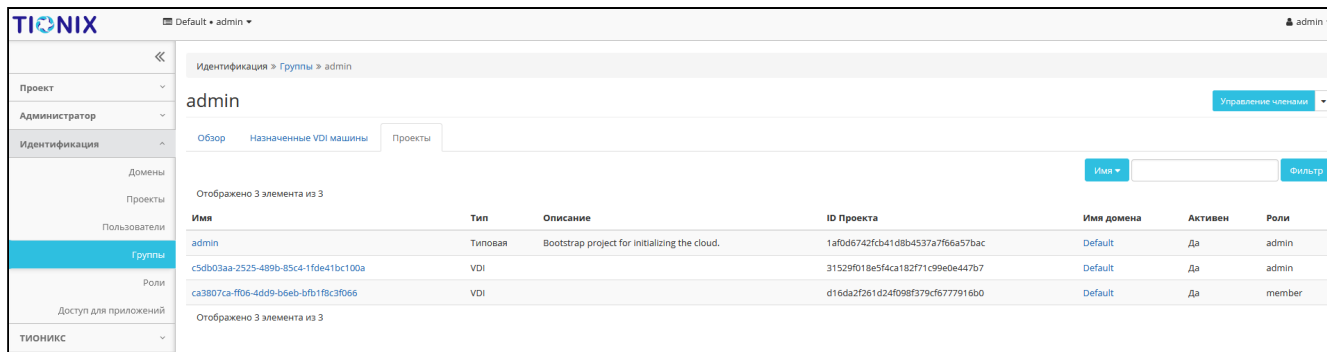 TIONIX
Default • admin
admin
Идентификация » Группы » admin
Проект
Администратор
Идентификация
Домены
Проекты
Пользователи
Группы
Роли
Доступ для приложений
ТИОНИКС
admin
Управление членами
Обзор Назначенные VDI машины Проекты
Имя Фильтр
Отображено 3 элемента из 3
Имя Тип Описание ID Проекта Имя домена Активен Роли
admin Типовая Bootstrap project for initializing the cloud. 1af0d6742fcb41d8b4537a7f66a57bac Default Да admin
c5db03aa-2525-489b-85c4-1fde41bc100a VDI 31529f018e5f4ca182f71c99e0e447b7 Default Да admin
ca3807ca-ff06-4dd9-b6eb-bfb1f8c3f066 VDI d16da2f261d24f098f379cf6777916b0 Default Да member
Отображено 3 элемента из 3